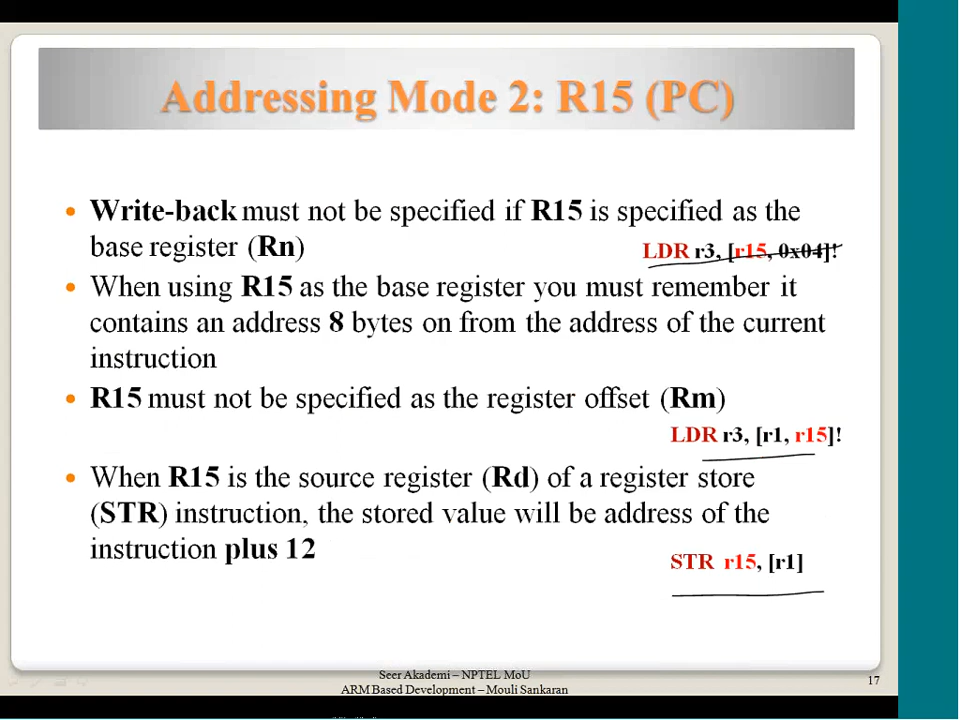 Addressing Mode 2: R15 (PC)
• Write-back must not be specified if R15 is specified as the
base register (Rn)
LDR r3, [r15, 0x04]!
• When using R15 as the base register you must remember it
contains an address 8 bytes on from the address of the current
instruction
• R15 must not be specified as the register offset (Rm)
LDR r3, [r1, r15]!
• When R15 is the source register (Rd) of a register store
(STR) instruction, the stored value will be address of the
instruction plus 12
STR r15, [r1]
Seer Akademi – NPTEL MoU
ARM Based Development – Mouli Sankaran
17